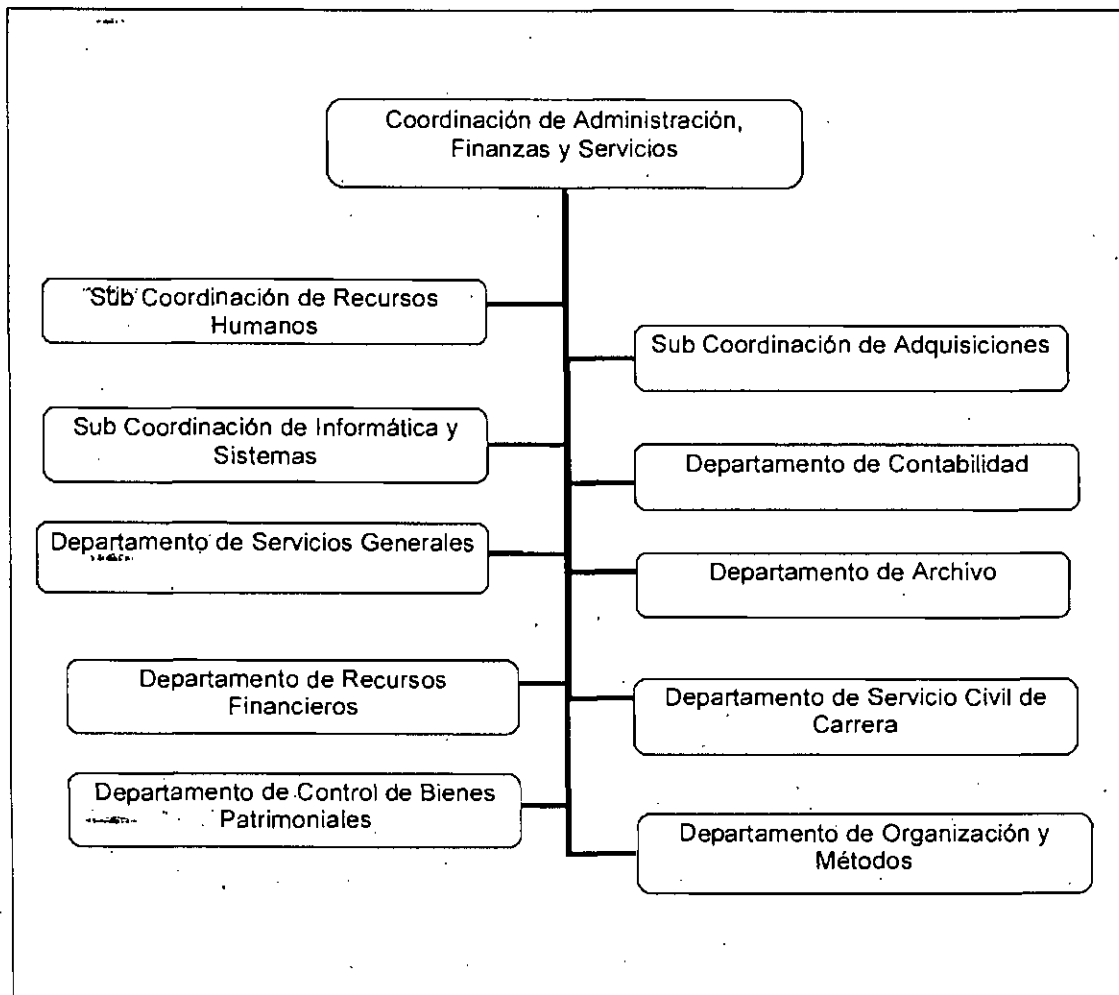 Coordinación de Administración,
Finanzas y Servicios
Sub Coordinación de Recursos
Humanos
Sub Coordinación de Adquisiciones
Sub Coordinación de Informática y
Sistemas
Departamento de Contabilidad
Departamento de Servicios Generales
Departamento de Archivo
Departamento de Recursos
Financieros
Departamento de Servicio Civil de
Carrera
Departamento de Control de Bienes
Patrimoniales
Departamento de Organización y
Métodos